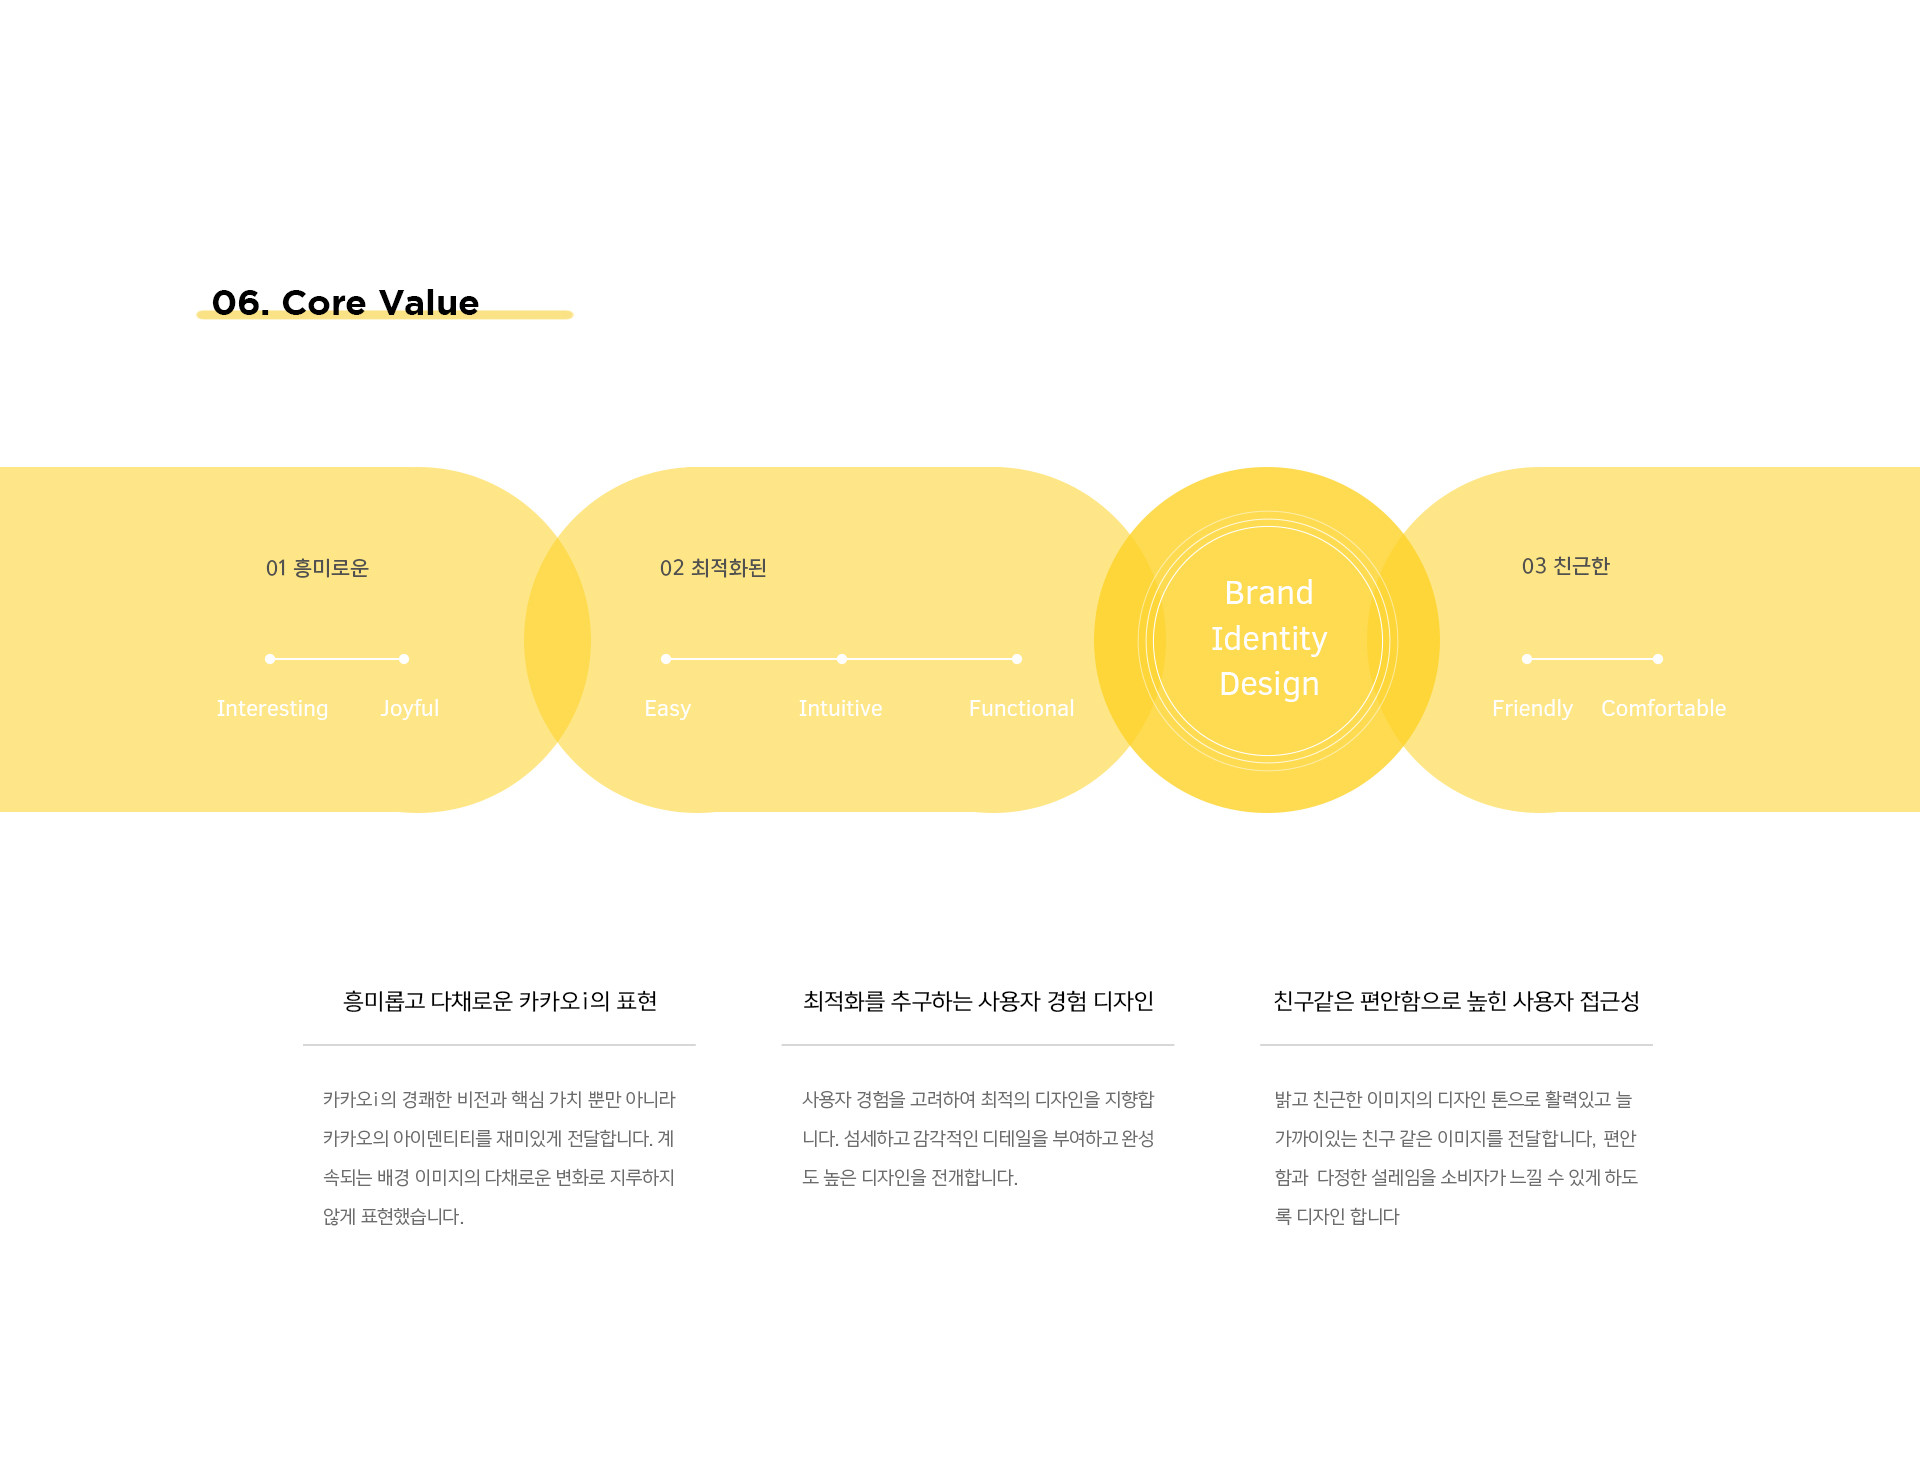 06. Core Value
01 흥미로운
Interesting
Joyful
02 최적화된
Easy
Intuitive
Functional
Brand
Identity
Design
03 친근한
Friendly
Comfortable
흥미롭고 다채로운 카카오i의 표현
카카오i의 경쾌한 비전과 핵심 가치 뿐만 아니라
카카오의 아이덴티티를 재미있게 전달합니다. 계
속되는 배경 이미지의 다채로운 변화로 지루하지
않게 표현했습니다.
최적화를 추구하는 사용자 경험 디자인
사용자 경험을 고려하여 최적의 디자인을 지향합
니다. 섬세하고 감각적인 디테일을 부여하고 완성
도 높은 디자인을 전개합니다.
친구같은 편안함으로 높힌 사용자 접근성
밝고 친근한 이미지의 디자인 톤으로 활력있고 늘
가까이있는 친구 같은 이미지를 전달합니다, 편안
함과 다정한 설레임을 소비자가 느낄 수 있게 하도
록 디자인 합니다